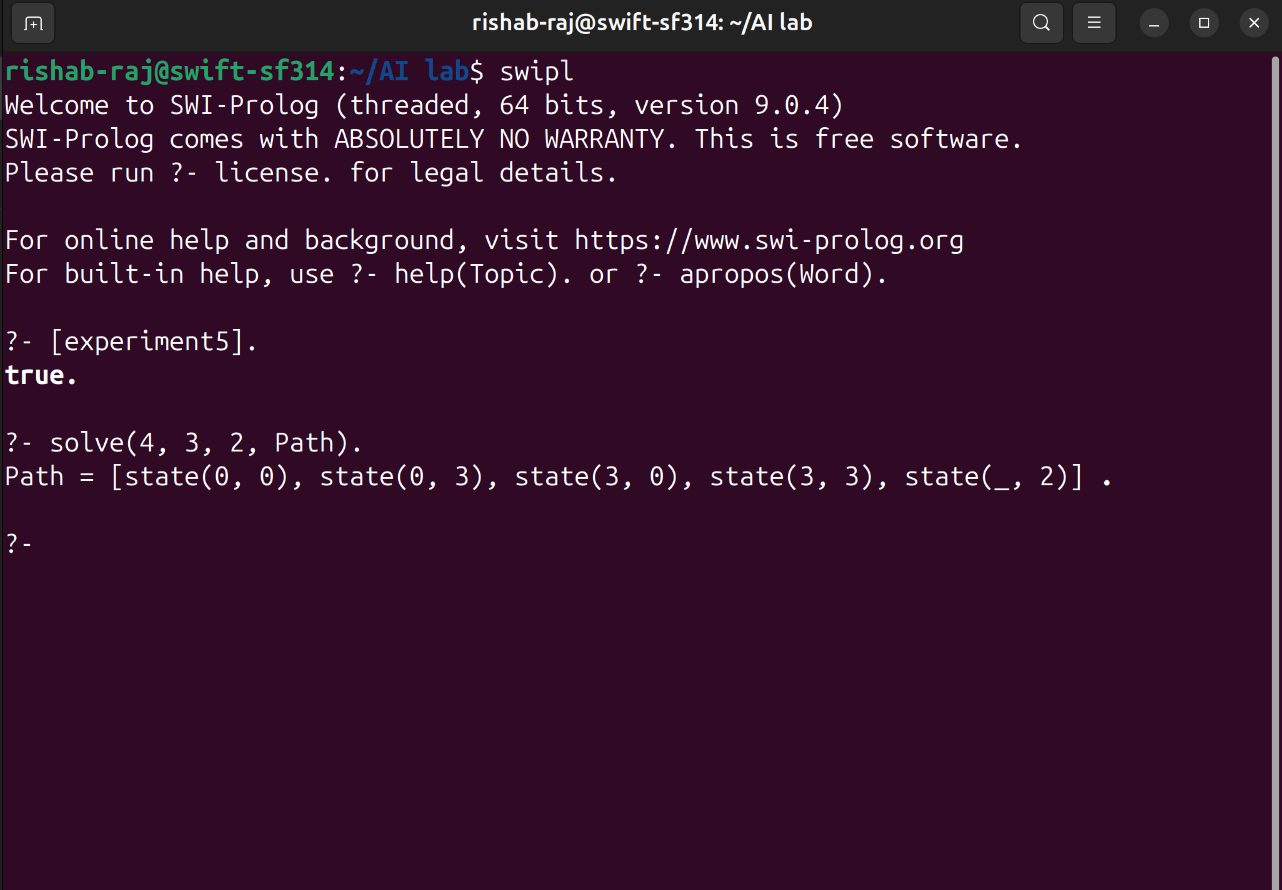 rishab-raj@swift-sf314: ~/AI lab
rishab-raj@swift-sf314:~/AI lab$ swipl
Welcome to SWI-Prolog (threaded, 64 bits, version 9.0.4)
SWI-Prolog comes with ABSOLUTELY NO WARRANTY. This is free software.
Please run ?- license. for legal details.
For online help and background, visit https://www.swi-prolog.org
For built-in help, use ?- help(Topic). or ?- apropos(Word).
?- [experiment5].
true.
?- solve(4, 3, 2, Path).
Path = [state(0, 0), state(0, 3), state(3, 0), state(3, 3), state(_, 2)] .
?-